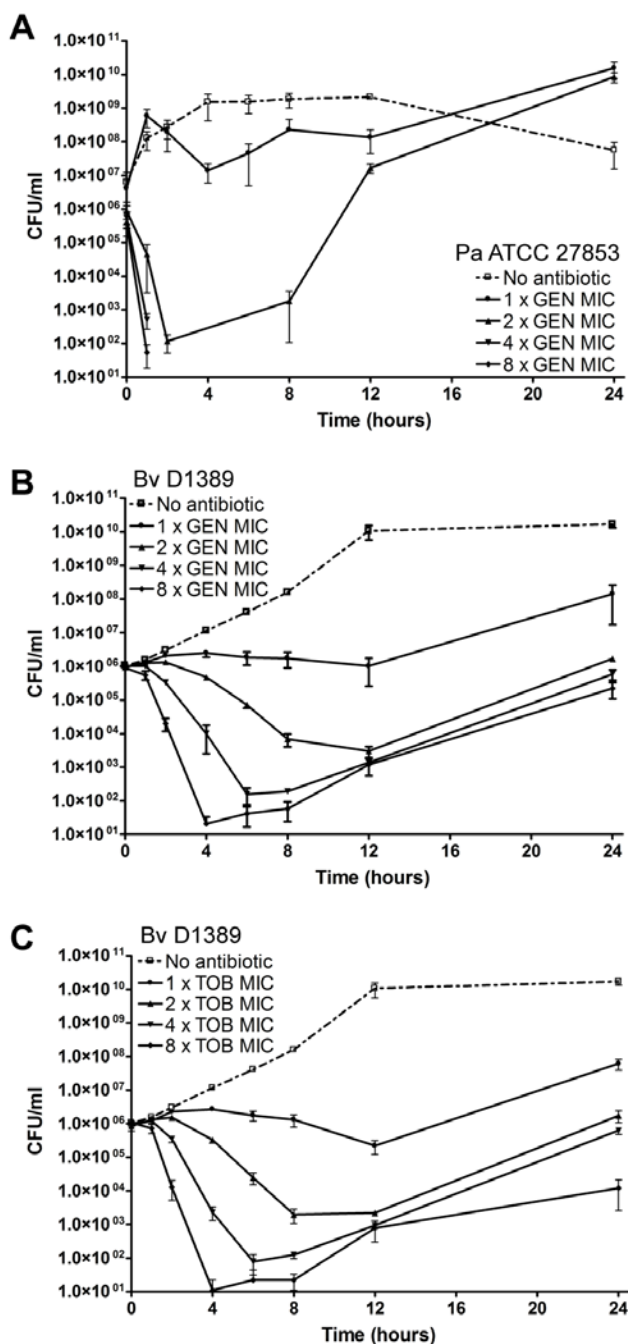 A
1.0×10 11
1.0×10 10
1.0×10 09
1.0×10 08
1.0×10 07
1.0×10 06
1.0×10 05
1.0×10 04
1.0×10 03
1.0×10 02
1.0×10 01
CFU/ml
Pa ATCC 27853
No antibiotic
1 x GEN MIC
2 x GEN MIC
4 x GEN MIC
8 x GEN MIC
0 4 8 12 16 20 24
Time (hours)
B
Bv D1389
No antibiotic
1 x GEN MIC
2 x GEN MIC
4 x GEN MIC
8 x GEN MIC
1.0×10 11
1.0×10 10
1.0×10 09
1.0×10 08
1.0×10 07
1.0×10 06
1.0×10 05
1.0×10 04
1.0×10 03
1.0×10 02
1.0×10 01
CFU/ml
0 4 8 12 16 20 24
Time (hours)
C
Bv D1389
No antibiotic
1 x TOB MIC
2 x TOB MIC
4 x TOB MIC
8 x TOB MIC
1.0×10 11
1.0×10 10
1.0×10 09
1.0×10 08
1.0×10 07
1.0×10 06
1.0×10 05
1.0×10 04
1.0×10 03
1.0×10 02
1.0×10 01
CFU/ml
0 4 8 12 16 20 24
Time (hours)